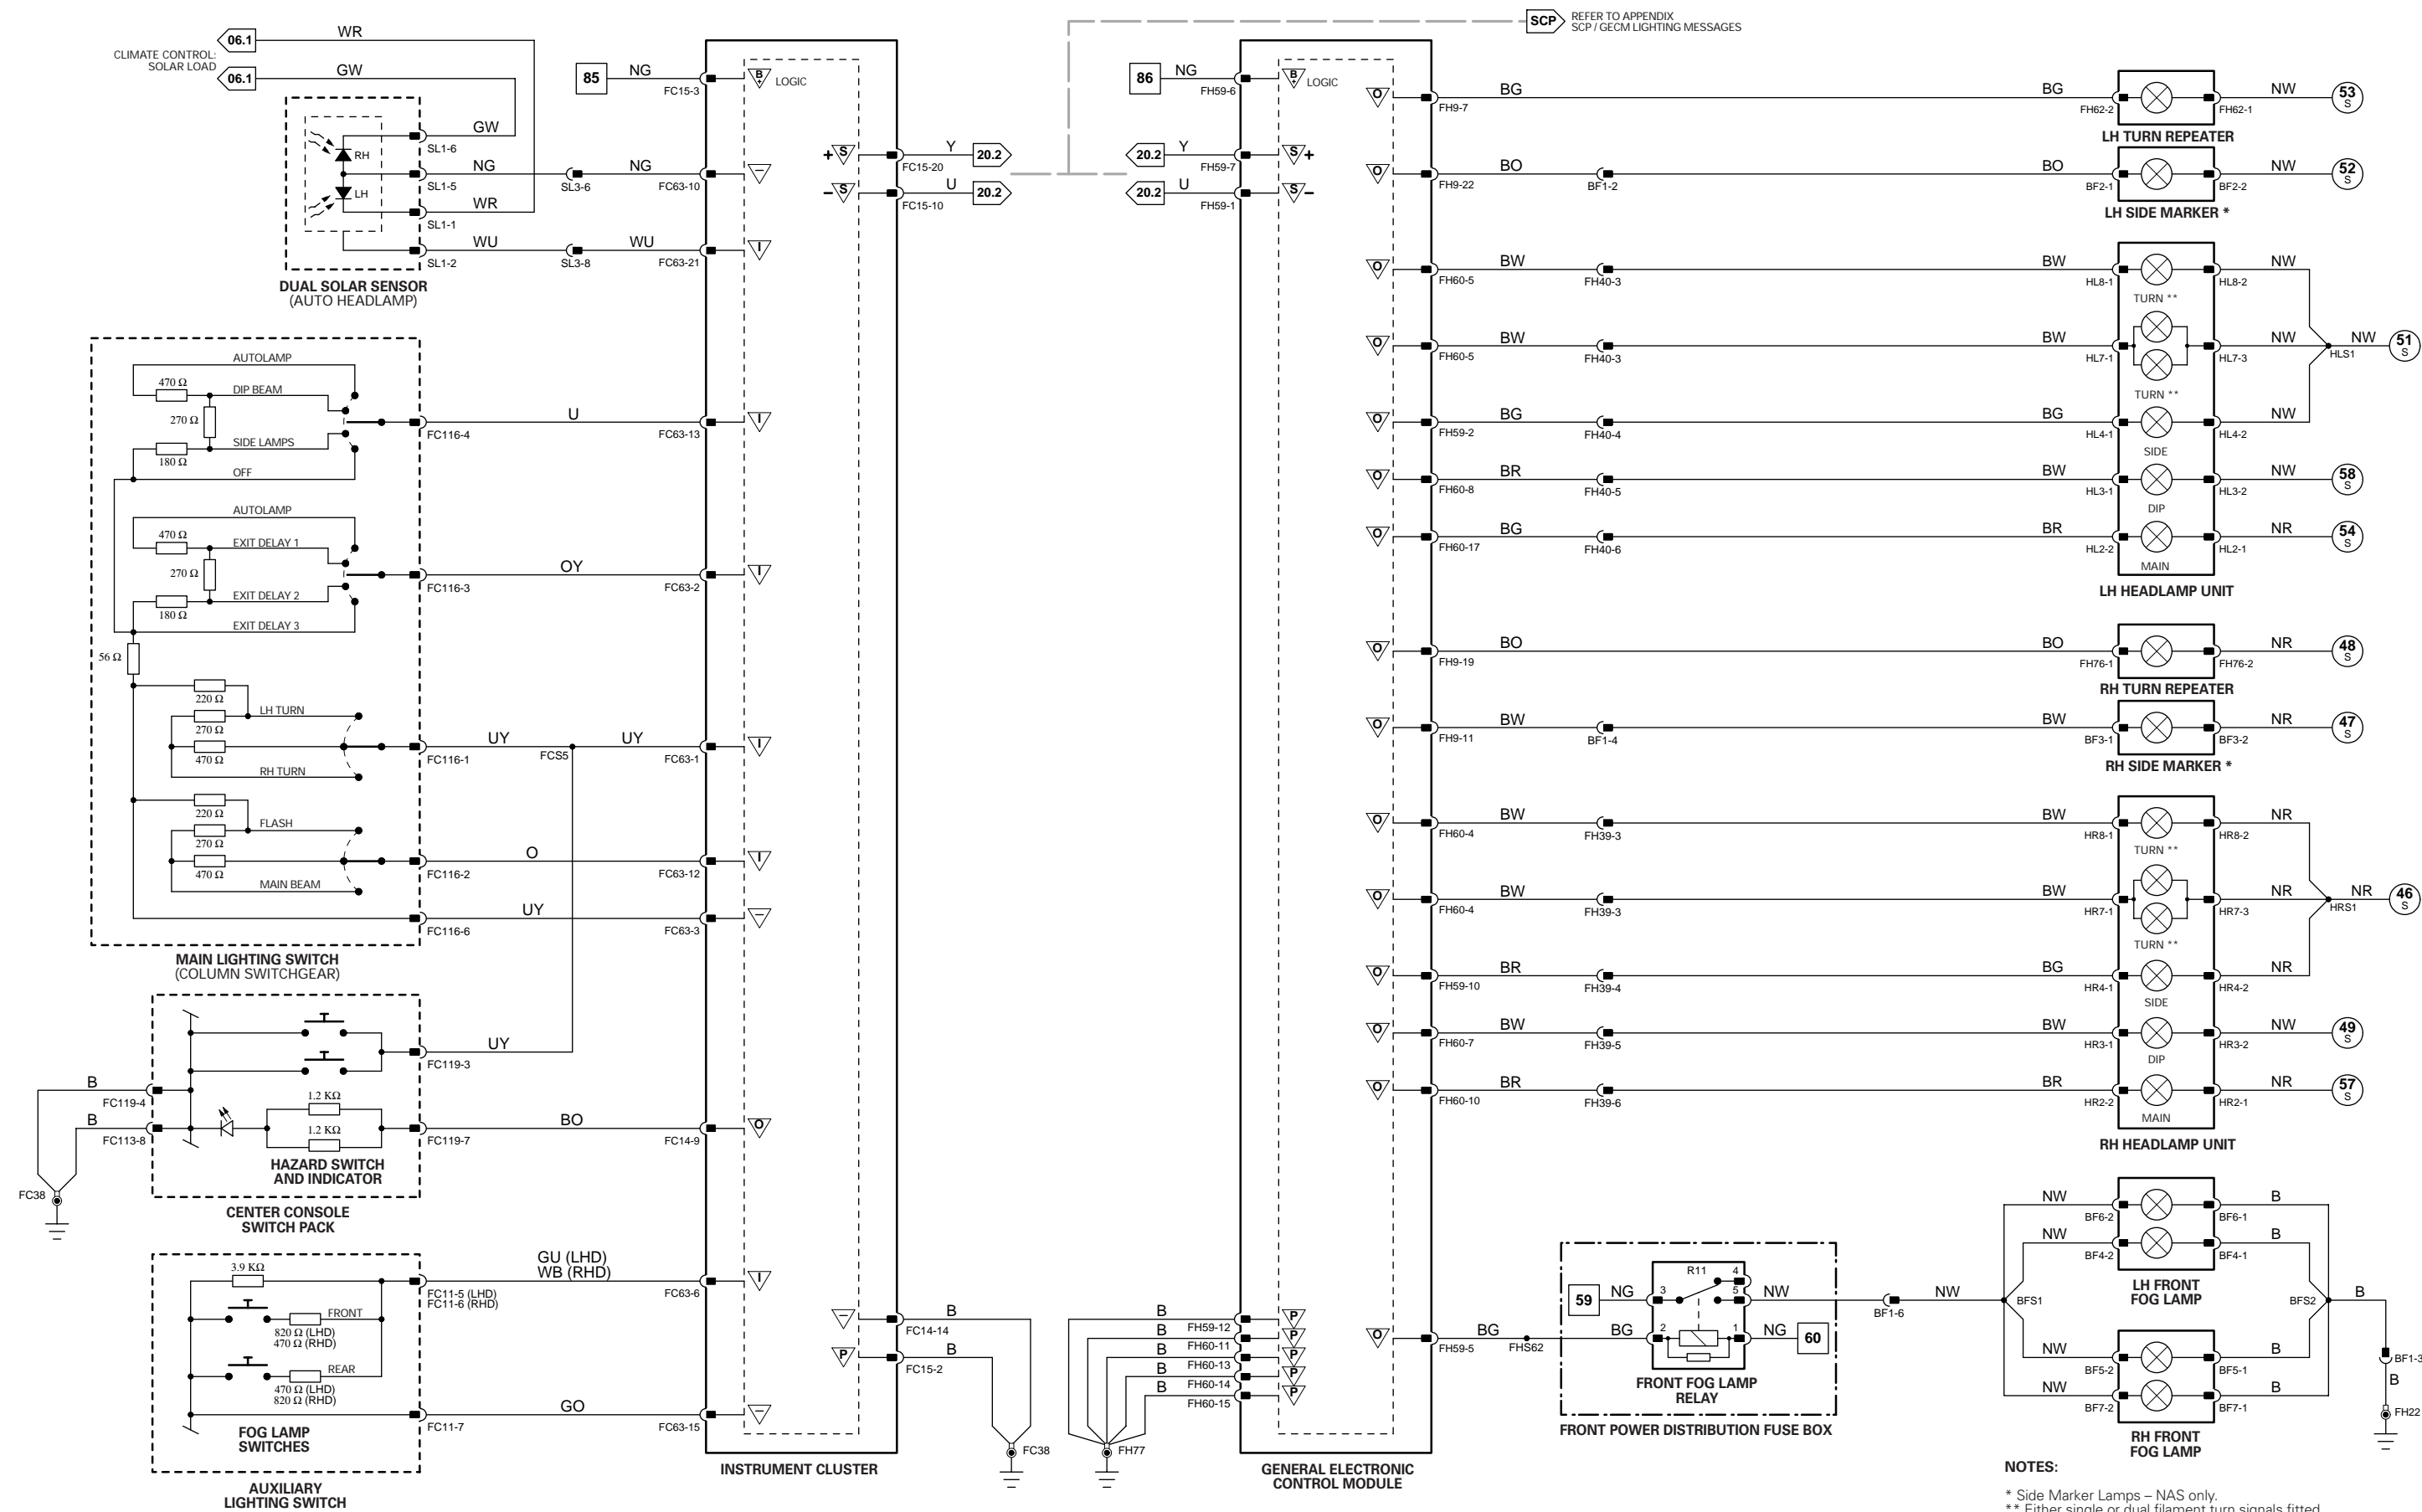 SCP
REFER TO APPENDIX
SCP / GECM LIGHTING MESSAGES
CLIMATE CONTROL:
SOLAR LOAD
06.1
WR
06.1
GW
RH
LH
GW
SL1-6
NG
SL1-5
SL3-6
NG
FC63-10
WR
SL1-1
WU
SL1-2
SL3-8
WU
FC63-21
DUAL SOLAR SENSOR
(AUTO HEADLAMP)
AUTOLAMP
470 Ω
DIP BEAM
270 Ω
SIDE LAMPS
180 Ω
OFF
FC116-4
U
FC63-13
AUTOLAMP
470 Ω
EXIT DELAY 1
270 Ω
EXIT DELAY 2
180 Ω
EXIT DELAY 3
FC116-3
OY
FC63-2
56 Ω
220 Ω
LH TURN
270 Ω
470 Ω
RH TURN
FC116-1
UY
FCS5
UY
FC63-1
220 Ω
FLASH
270 Ω
470 Ω
MAIN BEAM
FC116-2
O
FC63-12
FC116-6
UY
FC63-3
MAIN LIGHTING SWITCH
(COLUMN SWITCHGEAR)
FC119-3
UY
B
FC119-4
B
FC113-8
1.2 KΩ
1.2 KΩ
FC119-7
BO
FC14-9
HAZARD SWITCH
AND INDICATOR
FC38
CENTER CONSOLE
SWITCH PACK
3.9 KΩ
FRONT
820 Ω (LHD)
470 Ω (RHD)
REAR
470 Ω (LHD)
820 Ω (RHD)
FOG LAMP
SWITCHES
GU (LHD)
WB (RHD)
FC11-5 (LHD)
FC11-6 (RHD)
FC63-6
GO
FC11-7
FC63-15
AUXILIARY
LIGHTING SWITCH
85
NG
FC15-3
B
+
LOGIC
+
S
FC15-20
Y
20.2
–
S
FC15-10
U
20.2
–
I
I
I
I
I
–
O
I
–
–
FC14-14
B
P
FC15-2
B
FC38
INSTRUMENT CLUSTER
86
NG
FH59-6
B
+
LOGIC
20.2
Y
FH59-7
S
+
20.2
U
FH59-1
S
–
B
FH59-12
P
B
FH60-11
P
B
FH60-13
P
B
FH60-14
P
B
FH60-15
P
FH77
GENERAL ELECTRONIC
CONTROL MODULE
O
FH9-7
BG
BG
FH62-2
FH62-1
NW
53
S
LH TURN REPEATER
O
FH9-22
BO
BF1-2
BO
BF2-1
BF2-2
NW
52
S
LH SIDE MARKER *
O
FH60-5
BW
FH40-3
BW
HL8-1
HL8-2
NW
TURN **
O
FH60-5
BW
FH40-3
BW
HL7-1
HL7-3
NW
HLS1
NW
51
S
TURN **
O
FH59-2
BG
FH40-4
BG
HL4-1
HL4-2
NW
SIDE
O
FH60-8
BR
FH40-5
BW
HL3-1
HL3-2
NW
58
S
DIP
O
FH60-17
BG
FH40-6
BR
HL2-2
HL2-1
NR
54
S
MAIN
LH HEADLAMP UNIT
O
FH9-19
BO
BO
FH76-1
FH76-2
NR
48
S
RH TURN REPEATER
O
FH9-11
BW
BF1-4
BW
BF3-1
BF3-2
NR
47
S
RH SIDE MARKER *
O
FH60-4
BW
FH39-3
BW
HR8-1
HR8-2
NR
TURN **
O
FH60-4
BW
FH39-3
BW
HR7-1
HR7-3
NR
HRS1
NR
46
S
TURN **
O
FH59-10
BR
FH39-4
BG
HR4-1
HR4-2
NR
SIDE
O
FH60-7
BW
FH39-5
BW
HR3-1
HR3-2
NW
49
S
DIP
O
FH60-10
BR
FH39-6
BR
HR2-2
HR2-1
NR
57
S
MAIN
RH HEADLAMP UNIT
O
FH59-5
BG
FHS62
BG
59
NG
R11
3
4
5
2
1
NW
NG
60
FRONT FOG LAMP
RELAY
FRONT POWER DISTRIBUTION FUSE BOX
BF1-6
NW
BFS1
NW
BF6-2
BF6-1
B
NW
BF4-2
BF4-1
B
LH FRONT
FOG LAMP
NW
BF5-2
BF5-1
B
NW
BF7-2
BF7-1
B
RH FRONT
FOG LAMP
BFS2
B
BF1-3
B
FH22
NOTES:
* Side Marker Lamps – NAS only.
** Either single or dual filament turn signals fitted.